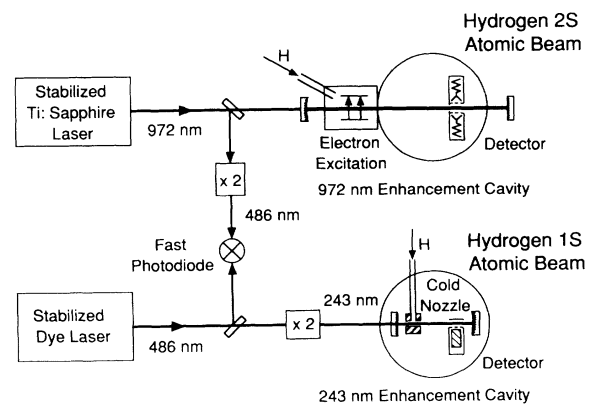 Hydrogen 2S
Atomic Beam
H
Stabilized
Ti: Sapphire
Laser
972 nm
Electron
Excitation
Detector
972 nm Enhancement Cavity
x 2
486 nm
Fast
Photodiode
Hydrogen 1S
Atomic Beam
H
Cold
Nozzle
243 nm
Stabilized
Dye Laser
486 nm
x 2
Detector
243 nm Enhancement Cavity